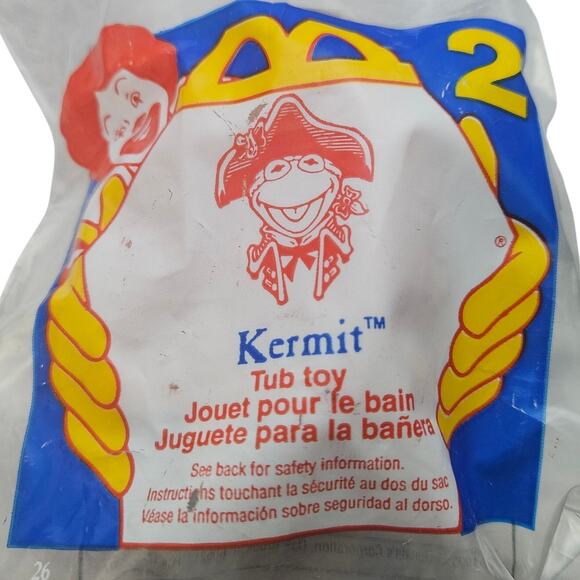 2
®
Kermit™
Tub toy
Jouet pour le bain
Juguete para la bañera
See back for safety information.
Instructions touchant la sécurité au dos du sac
Véase la información sobre seguridad al dorso.
26